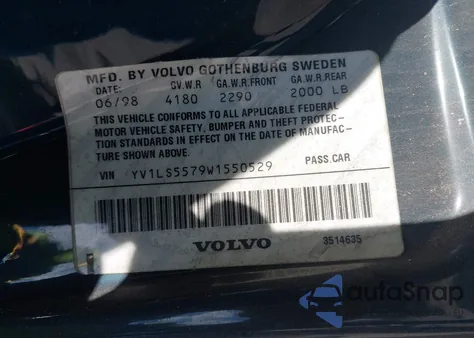 MFD. BY VOLVO GOTHENBURG SWEDEN
DATE: GV.W.R GA.W.R.FRONT GA.W.R.REAR
06/98 4180 2290 2000 LB
THIS VEHICLE CONFORMS TO ALL APPLICABLE FEDERAL
MOTOR VEHICLE SAFETY, BUMPER AND THEFT PROTEC-
TION STANDARDS IN EFFECT ON THE DATE OF MANUFAC-
TURE SHOWN ABOVE.
VIN YV1LS5579W1550529 PASS.CAR
VOLVO 3514635
autoSnap